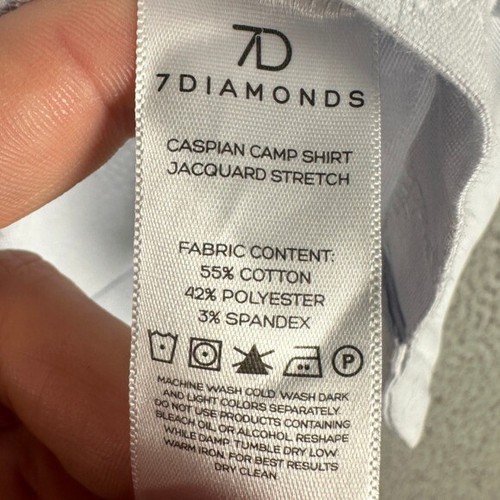 7D
7DIAMONDS
CASPIAN CAMP SHIRT
JACQUARD STRETCH
FABRIC CONTENT:
55% COTTON
42% POLYESTER
3% SPANDEX
P
MACHINE WASH COLD WASH DARK
AND LIGHT COLORS SEPARATELY
DO NOT USE PRODUCTS CONTAINING
BLEACH OIL OR ALCOHOL RESHAPE
WHILE DAMP TUMBLE DRY LOW
WARM IRON FOR BEST RESULTS
DRY CLEAN